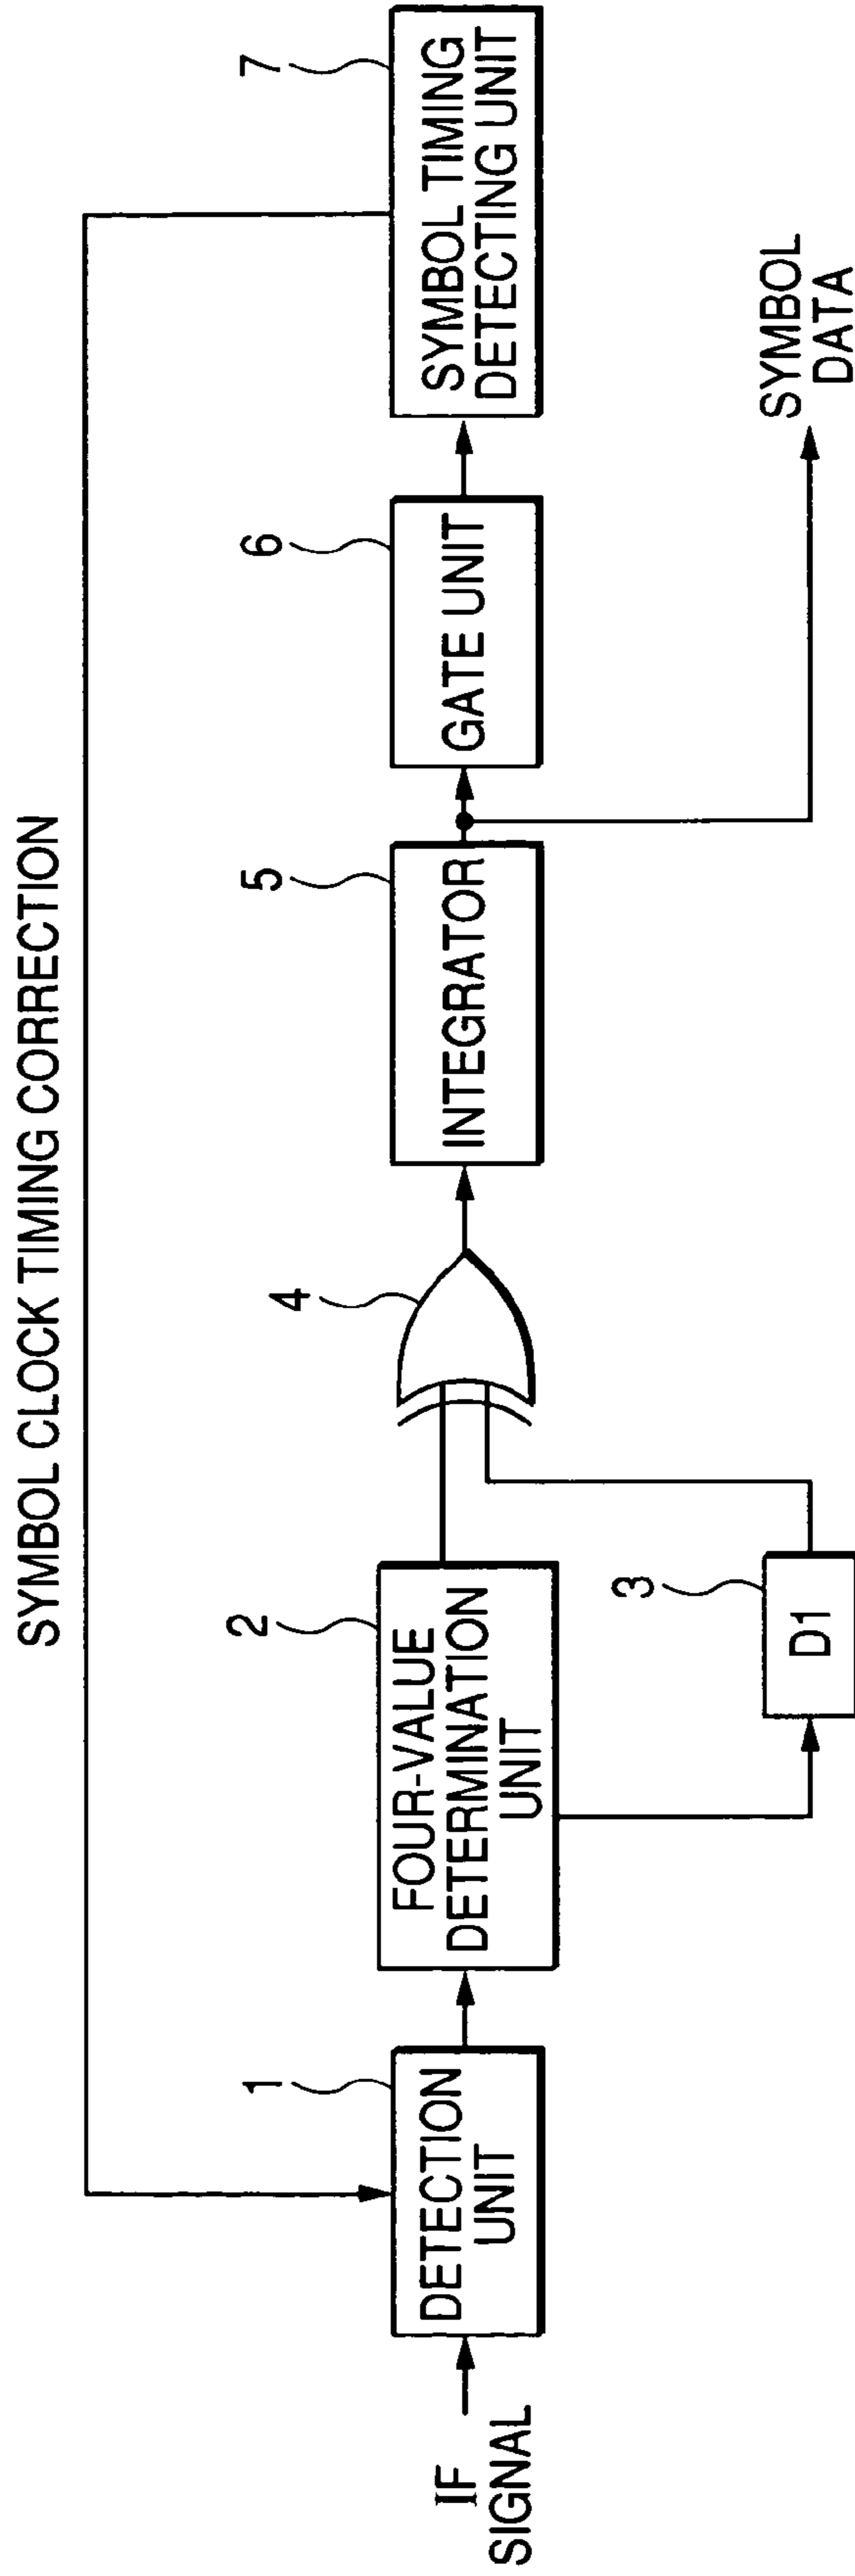 SYMBOL CLOCK TIMING CORRECTION
IF
SIGNAL
1
DETECTION
UNIT
2
FOUR-VALUE
DETERMINATION
UNIT
3
D1
4
5
INTEGRATOR
6
GATE UNIT
7
SYMBOL TIMING
DETECTING UNIT
SYMBOL
DATA